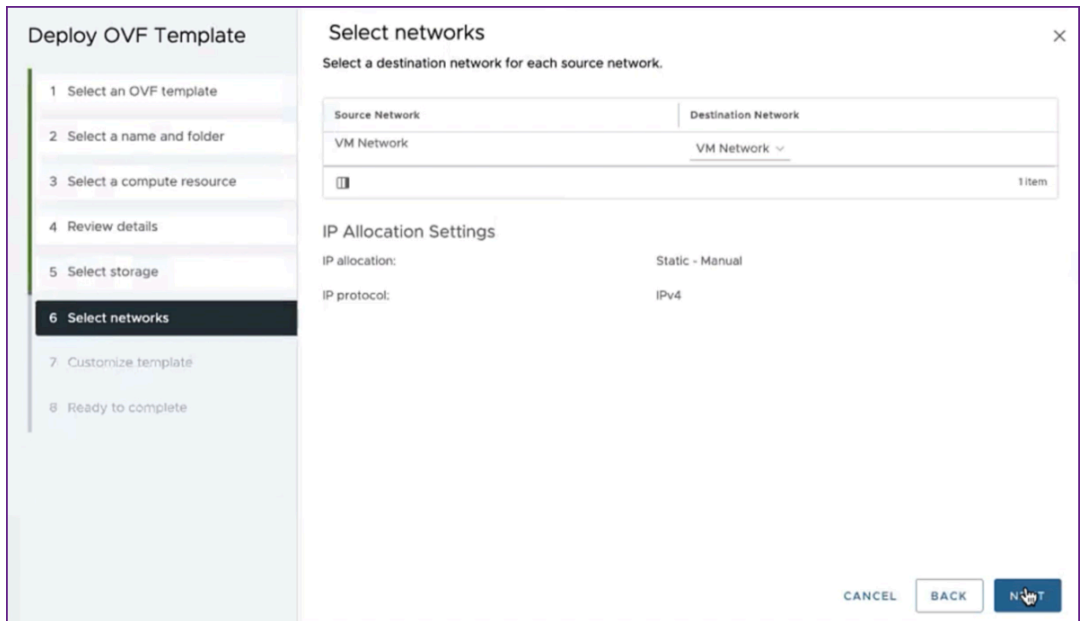 Deploy OVF Template
1 Select an OVF template
2 Select a name and folder
3 Select a compute resource
4 Review details
5 Select storage
6 Select networks
7 Customize template
8 Ready to complete
Select networks
Select a destination network for each source network.
Source Network Destination Network
VM Network VM Network
1 item
IP Allocation Settings
IP allocation: Static - Manual
IP protocol: IPv4
CANCEL BACK